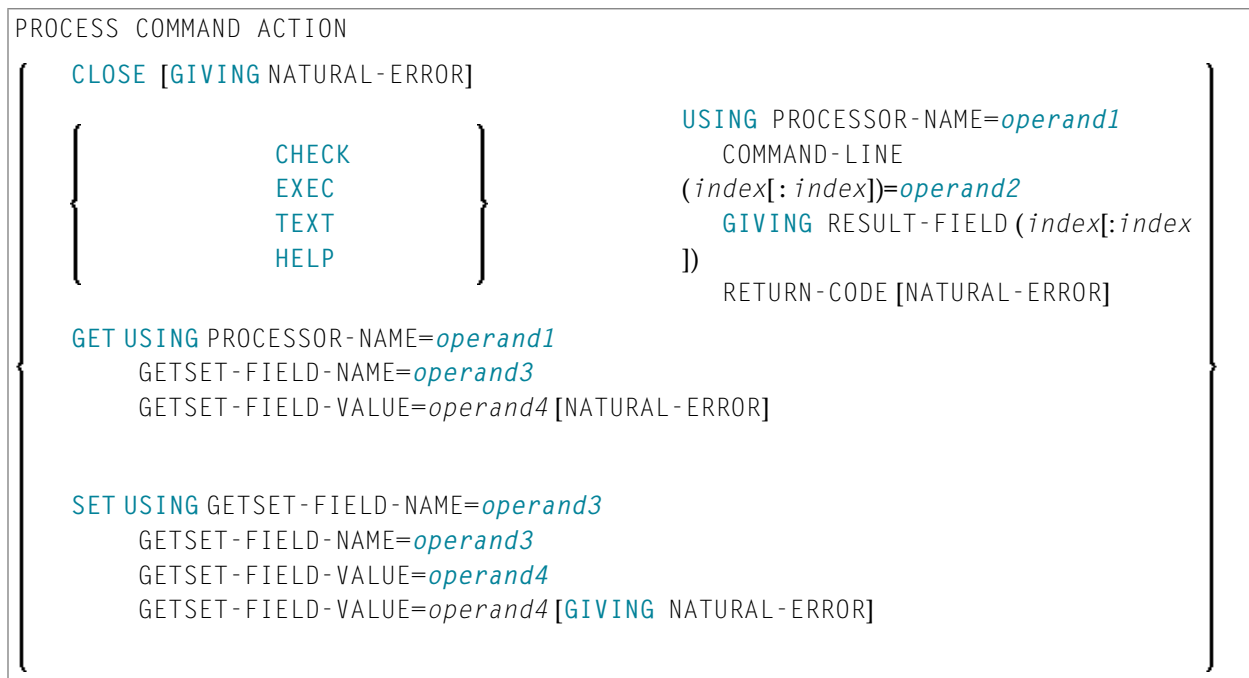 PROCESS COMMAND ACTION
CLOSE [GIVING NATURAL-ERROR]
CHECK
EXEC
TEXT
HELP
USING PROCESSOR-NAME=operand1
COMMAND-LINE
(index[:index])=operand2
GIVING RESULT-FIELD (index[:index
])
RETURN-CODE [NATURAL-ERROR]
GET USING PROCESSOR-NAME=operand1
GETSET-FIELD-NAME=operand3
GETSET-FIELD-VALUE=operand4 [NATURAL-ERROR]
SET USING GETSET-FIELD-NAME=operand3
GETSET-FIELD-NAME=operand3
GETSET-FIELD-VALUE=operand4
GETSET-FIELD-VALUE=operand4 [GIVING NATURAL-ERROR]